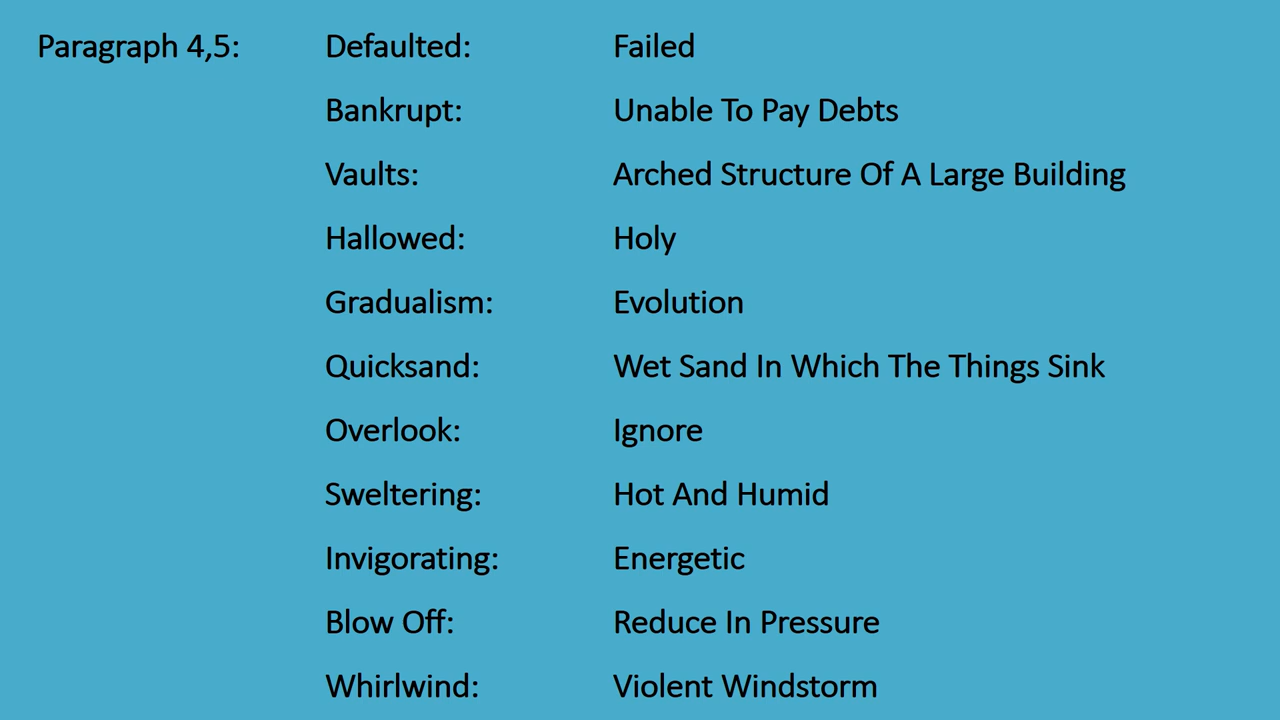 Paragraph 4,5: Defaulted: Failed
Bankrupt: Unable To Pay Debts
Vaults: Arched Structure Of A Large Building
Hallowed: Holy
Gradualism: Evolution
Quicksand: Wet Sand In Which The Things Sink
Overlook: Ignore
Sweltering: Hot And Humid
Invigorating: Energetic
Blow Off: Reduce In Pressure
Whirlwind: Violent Windstorm